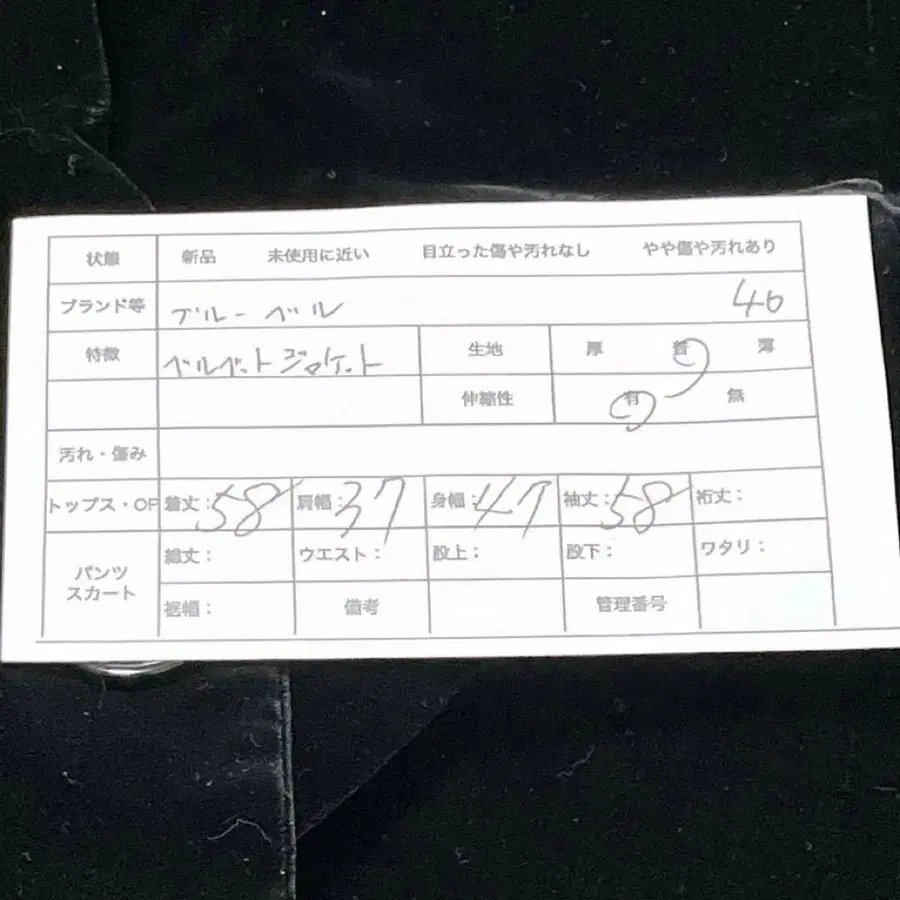 状態 新品 未使用に近い 目立った傷や汚れなし やや傷や汚れあり
ブランド等 ブルーベル 46
特徴 ベルベットジャケット 生地 厚 普 薄
伸縮性 有 無
汚れ・傷み
トップス・OP 着丈:58 肩幅:37 身幅:47 袖丈:58 裄丈:
パンツ スカート 総丈: ウエスト: 股上: 股下: ワタリ:
裾幅: 備考 管理番号